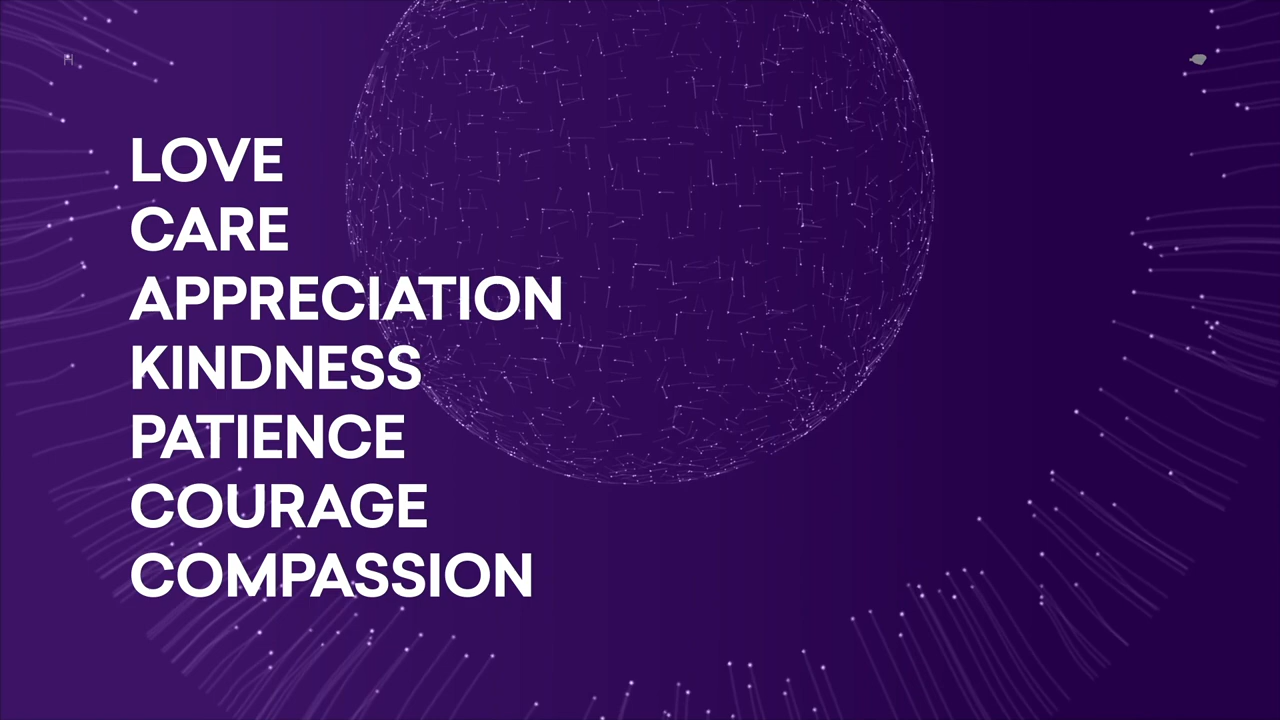 LOVE
CARE
APPRECIATION
KINDNESS
PATIENCE
COURAGE
COMPASSION